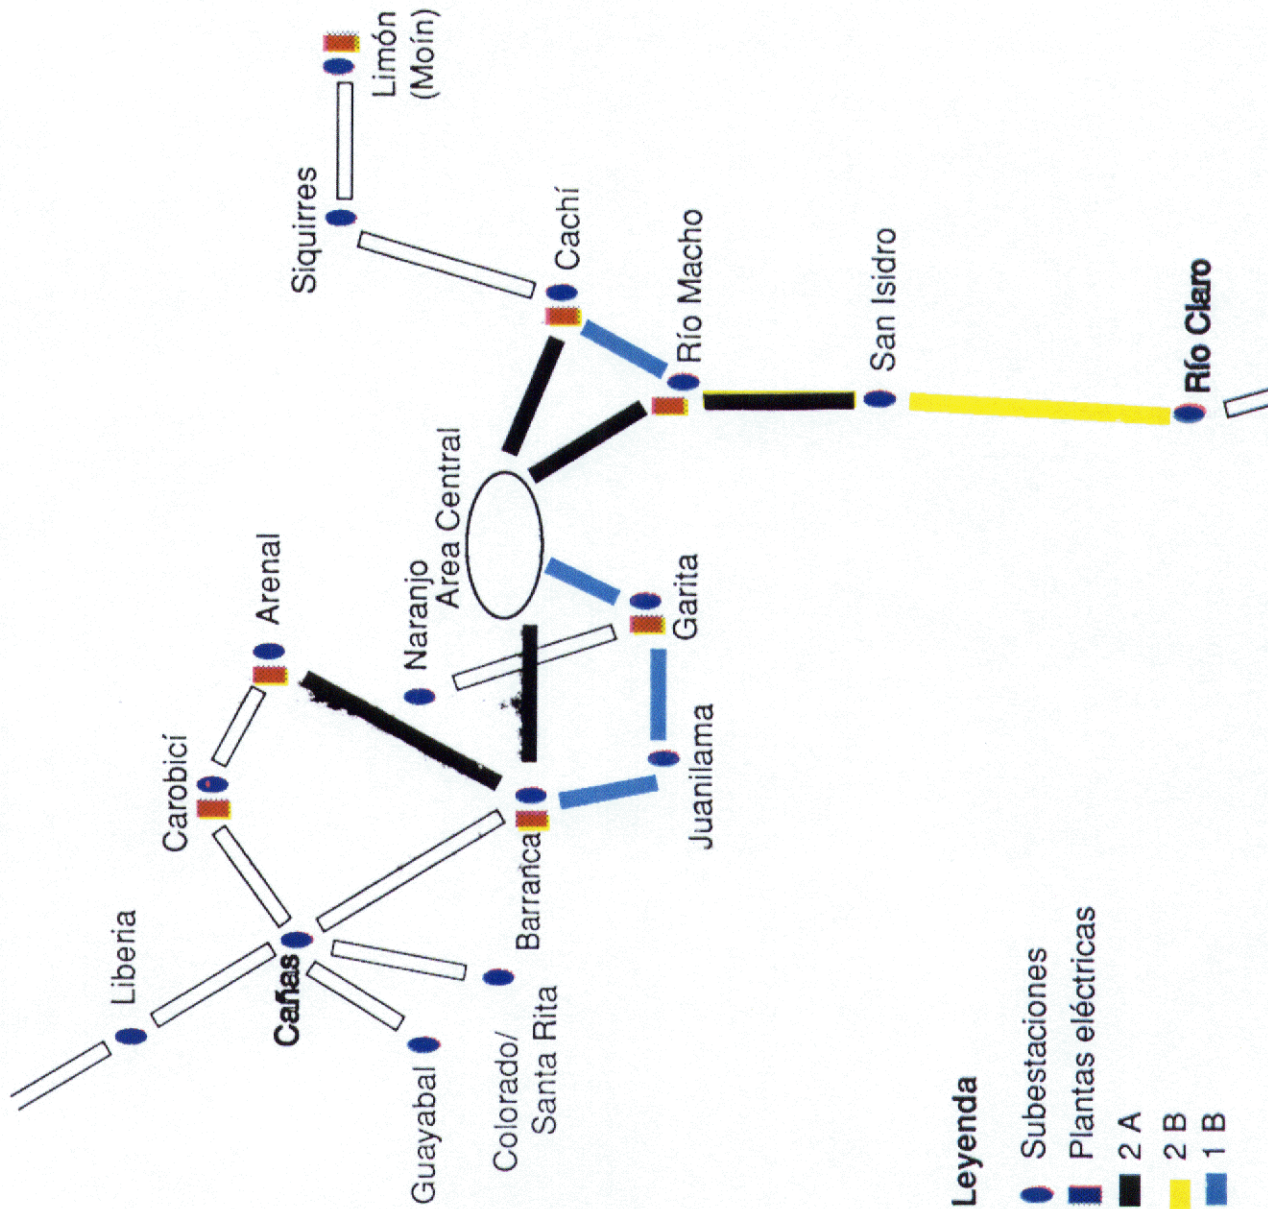 Limón
(Moín)
Siquirres
Cachí
Río Macho
San Isidro
Río Claro
Area Central
Naranjo
Arenal
Garita
Carobicí
Juanilama
Barranca
Liberia
Cañas
Colorado/
Santa Rita
Guayabal
Leyenda
Subestaciones
Plantas eléctricas
2 A
2 B
1 B